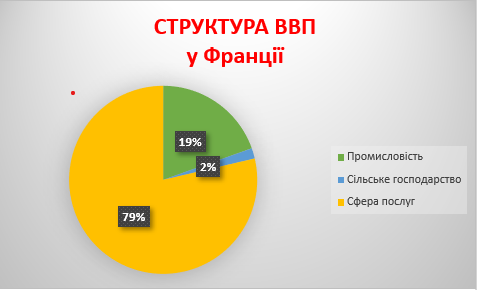 СТРУКТУРА ВВП
у Франції
19%
2%
79%
Промисловість
Сільське господарство
Сфера послуг